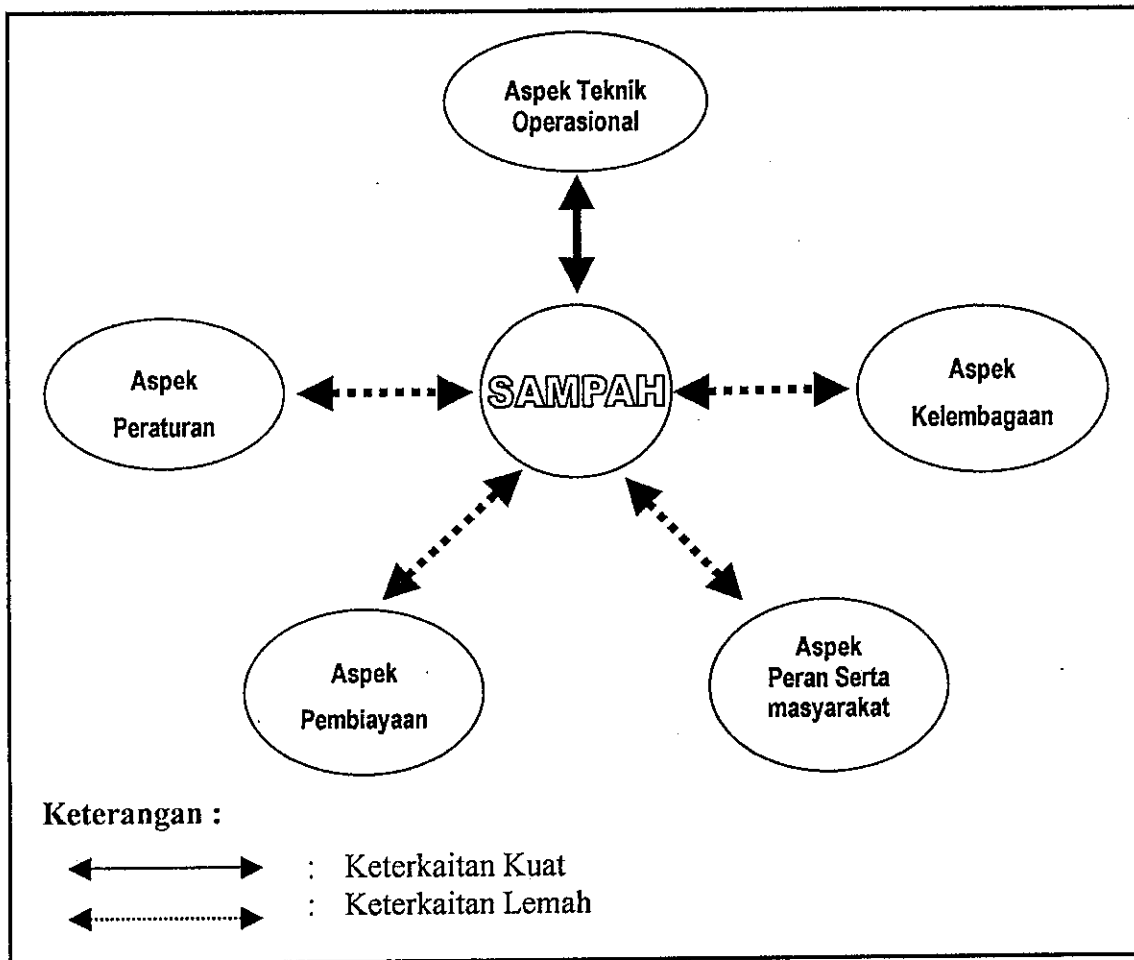 Aspek Teknik
Operasional
SAMPAH
Aspek
Peraturan
Aspek
Kelembagaan
Aspek
Pembiayaan
Aspek
Peran Serta
masyarakat
Keterangan :
: Keterkaitan Kuat
: Keterkaitan Lemah